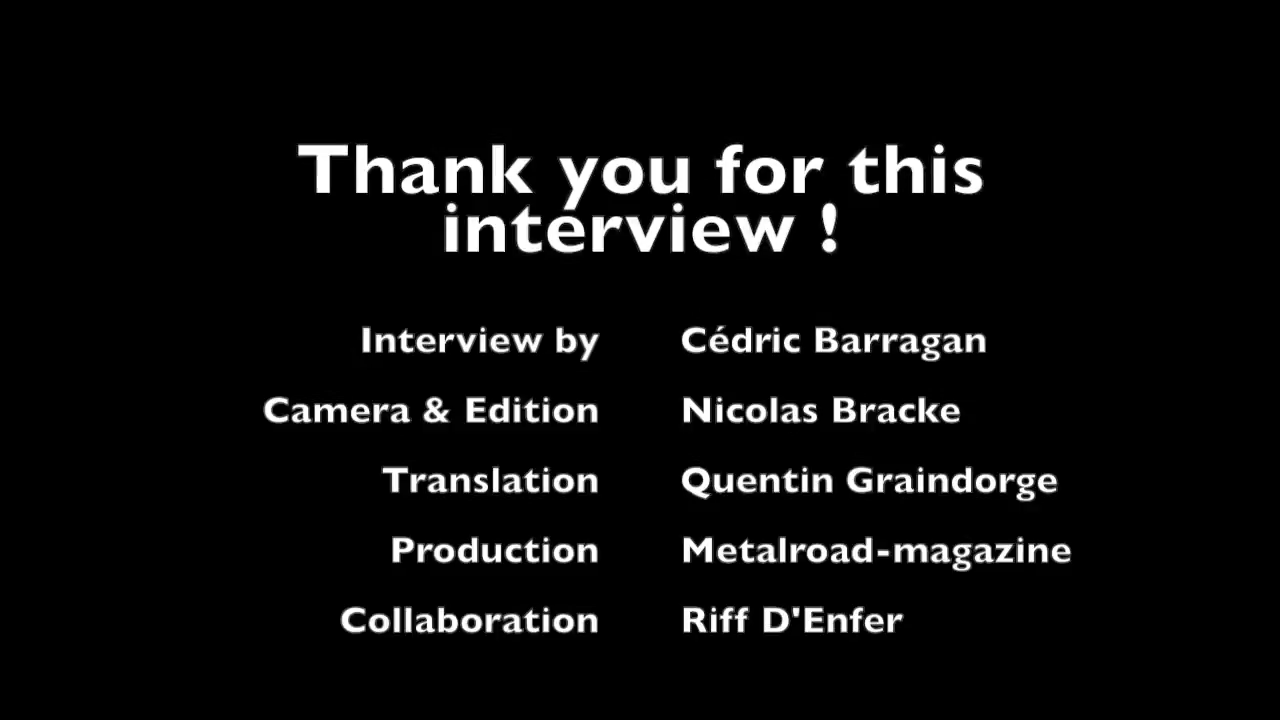 Thank you for this
interview !
Interview by Cédric Barragan
Camera & Edition Nicolas Bracke
Translation Quentin Graindorge
Production Metalroad-magazine
Collaboration Riff D'Enfer